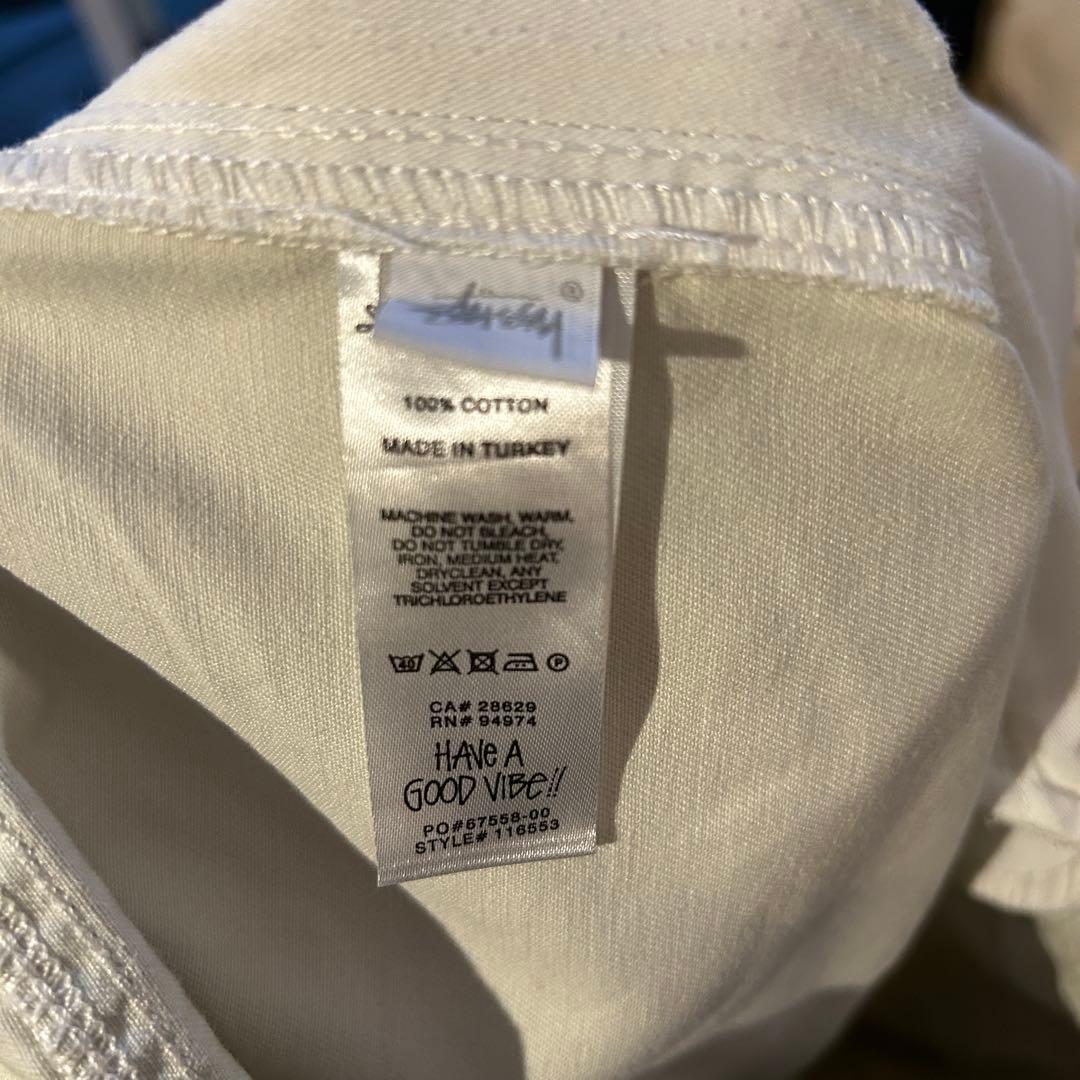 ®
100% COTTON
MADE IN TURKEY
MACHINE WASH, WARM,
DO NOT BLEACH,
DO NOT TUMBLE DRY,
IRON, MEDIUM HEAT,
DRYCLEAN, ANY
SOLVENT EXCEPT
TRICHLOROETHYLENE
40 P
CA# 28629
RN# 94974
HAVe A
GOOD VIBe!!
PO#67558-00
STYLE# 116553